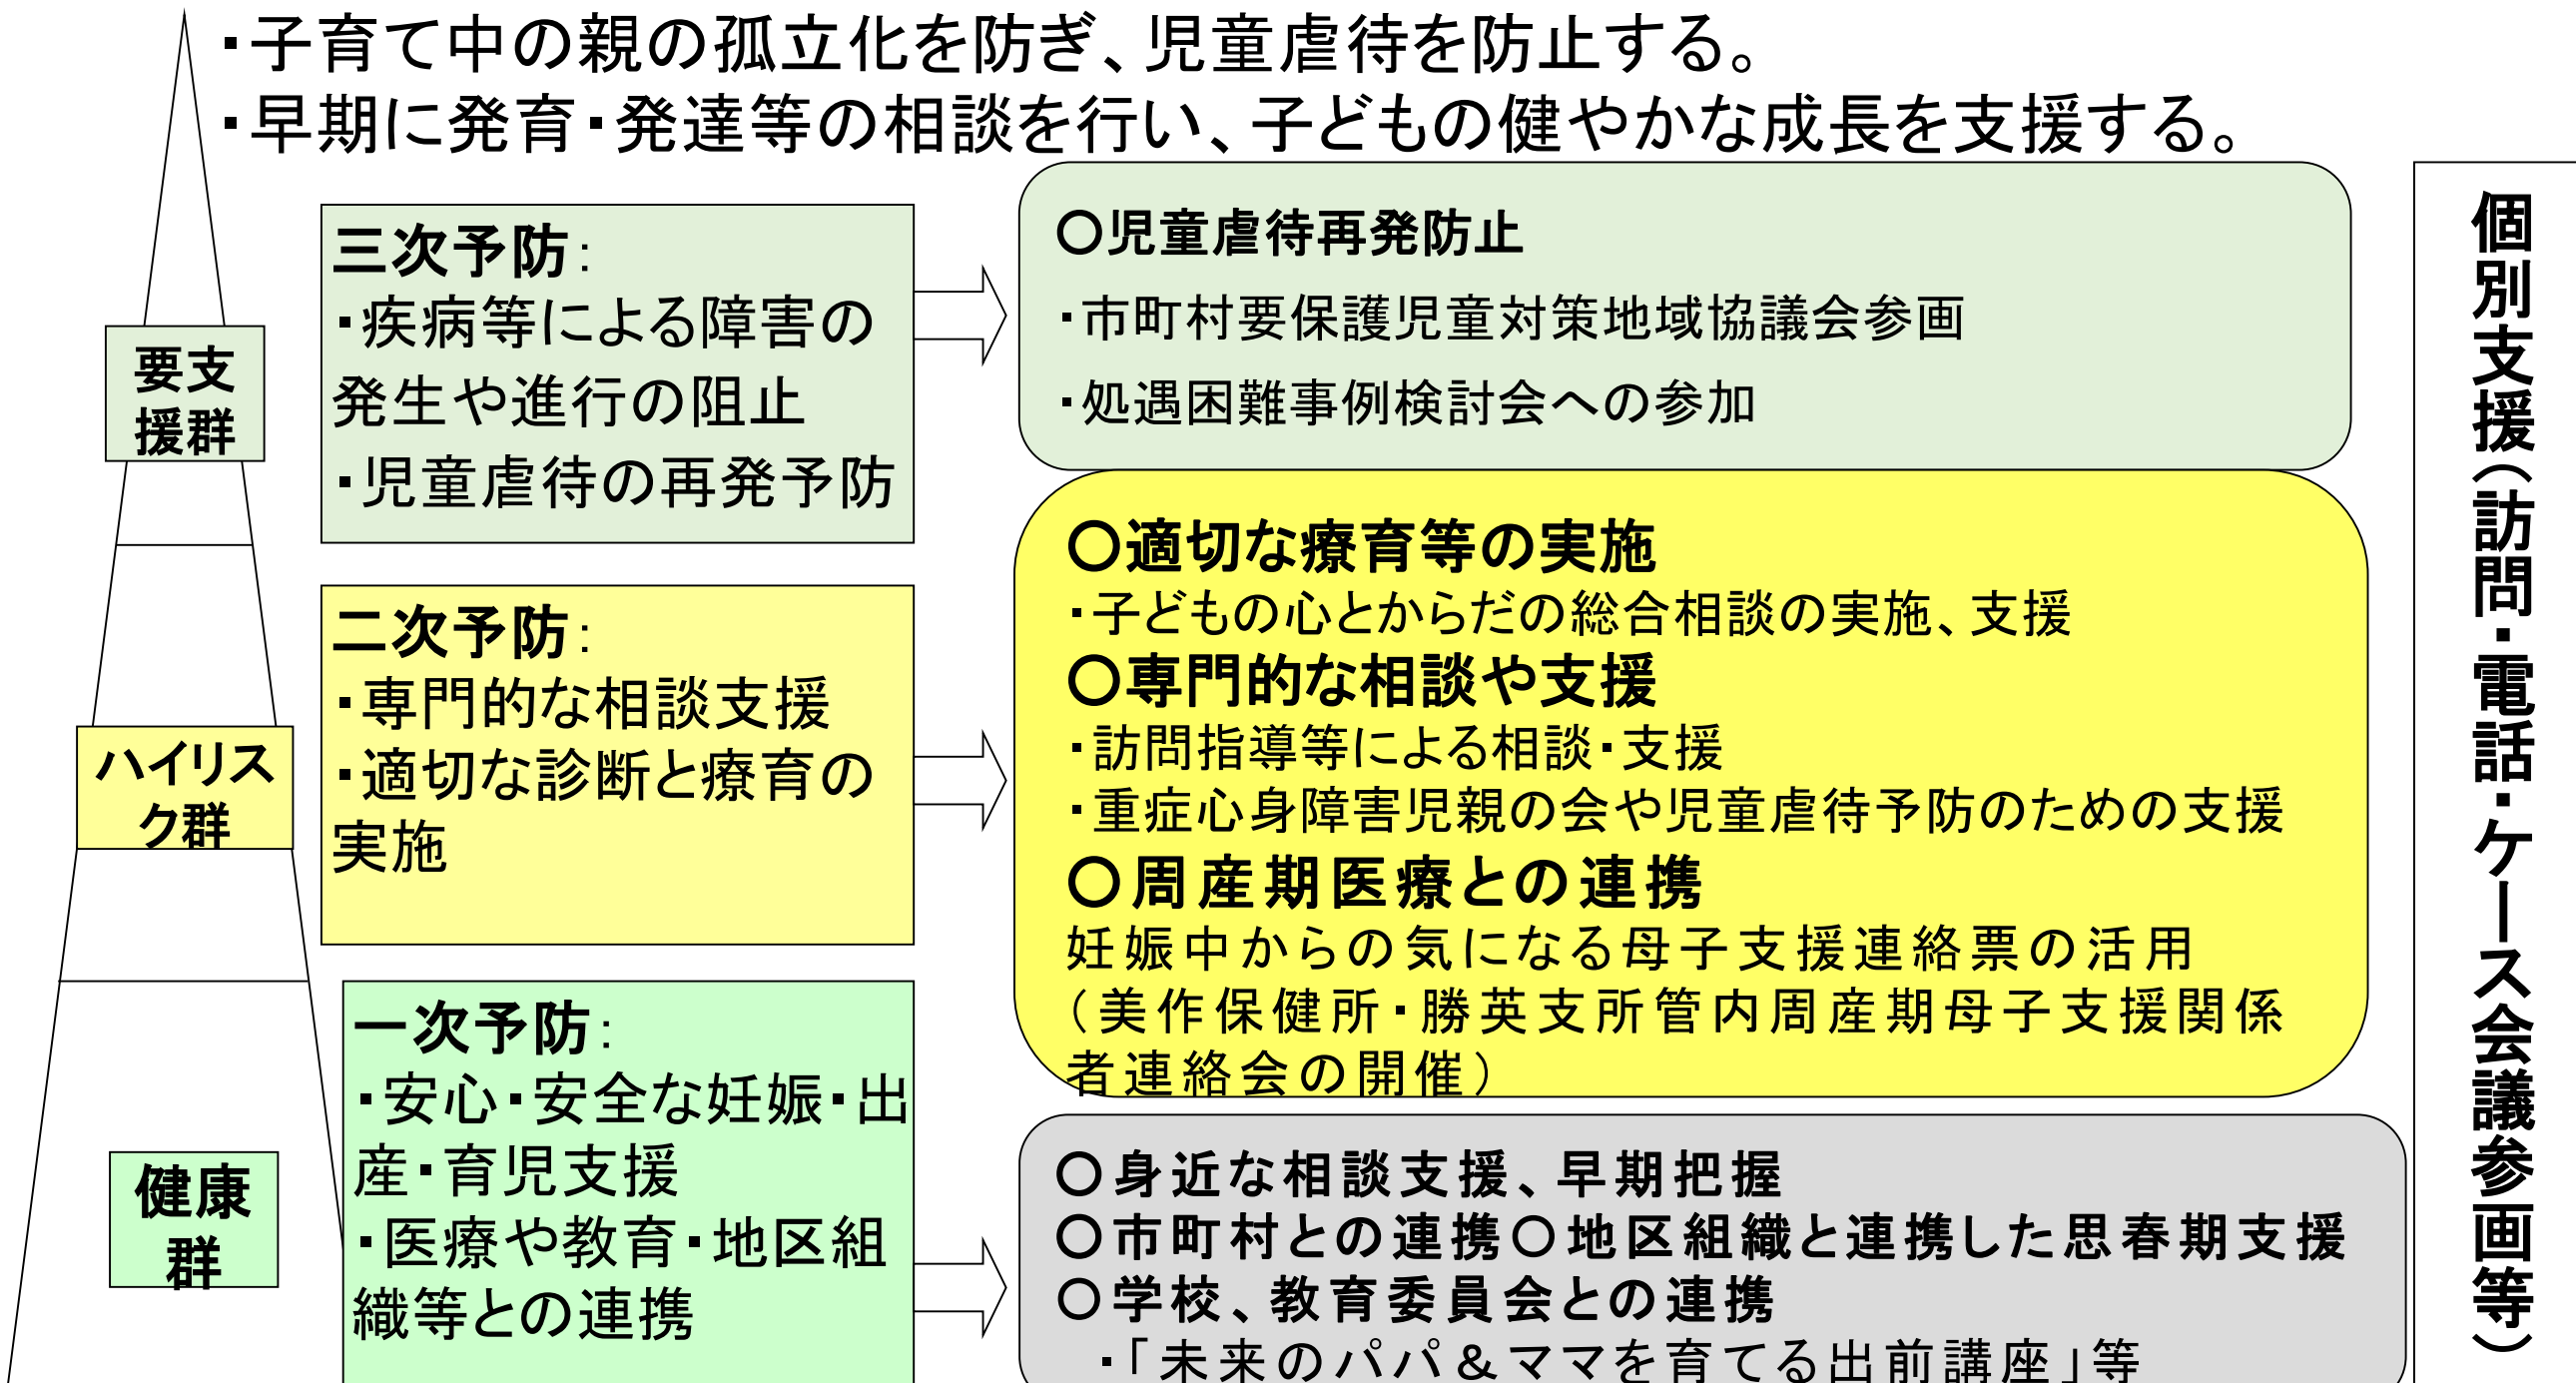 ・子育て中の親の孤立化を防ぎ、児童虐待を防止する。
・早期に発育・発達等の相談を行い、子どもの健やかな成長を支援する。
要支
援群
三次予防：
・疾病等による障害の
発生や進行の阻止
・児童虐待の再発予防
〇児童虐待再発防止
・市町村要保護児童対策地域協議会参画
・処遇困難事例検討会への参加
ハイリス
ク群
二次予防：
・専門的な相談支援
・適切な診断と療育の
実施
〇適切な療育等の実施
・子どもの心とからだの総合相談の実施、支援
〇専門的な相談や支援
・訪問指導等による相談・支援
・重症心身障害児親の会や児童虐待予防のための支援
〇周産期医療との連携
妊娠中からの気になる母子支援連絡票の活用
（美作保健所・勝英支所管内周産期母子支援関係
者連絡会の開催）
健康
群
一次予防：
・安心・安全な妊娠・出
産・育児支援
・医療や教育・地区組
織等との連携
〇身近な相談支援、早期把握
〇市町村との連携〇地区組織と連携した思春期支援
〇学校、教育委員会との連携
・「未来のパパ＆ママを育てる出前講座」等
個別支援（訪問・電話・ケース会議参画等）